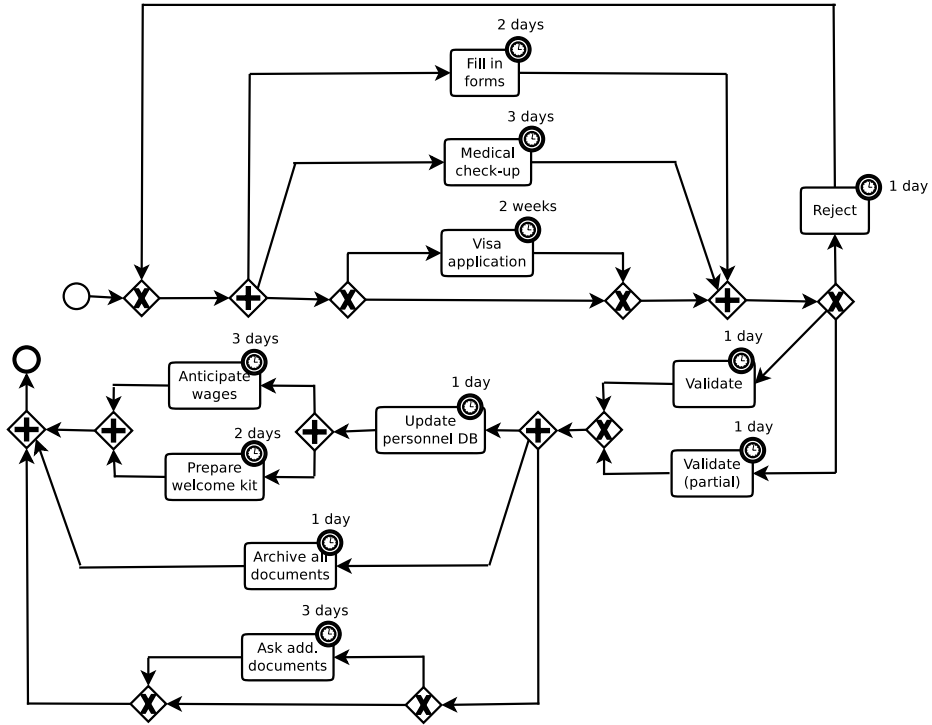 2 days
Fill in
forms
3 days
Medical
check-up
2 weeks
Visa
application
1 day
Reject
X
X
X
X
3 days
Anticipate
wages
1 day
Update
personnel DB
1 day
Validate
2 days
Prepare
welcome kit
X
1 day
Validate
(partial)
1 day
Archive all
documents
3 days
Ask add.
documents
X
X